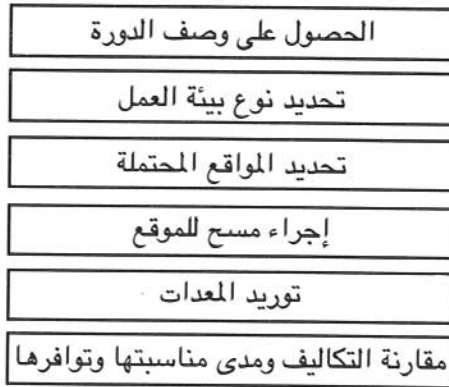 الحصول على وصف الدورة
تحديد نوع بيئة العمل
تحديد المواقع المحتملة
إجراء مسح للموقع
توريد المعدات
مقارنة التكاليف ومدى مناسبتها وتوافرها